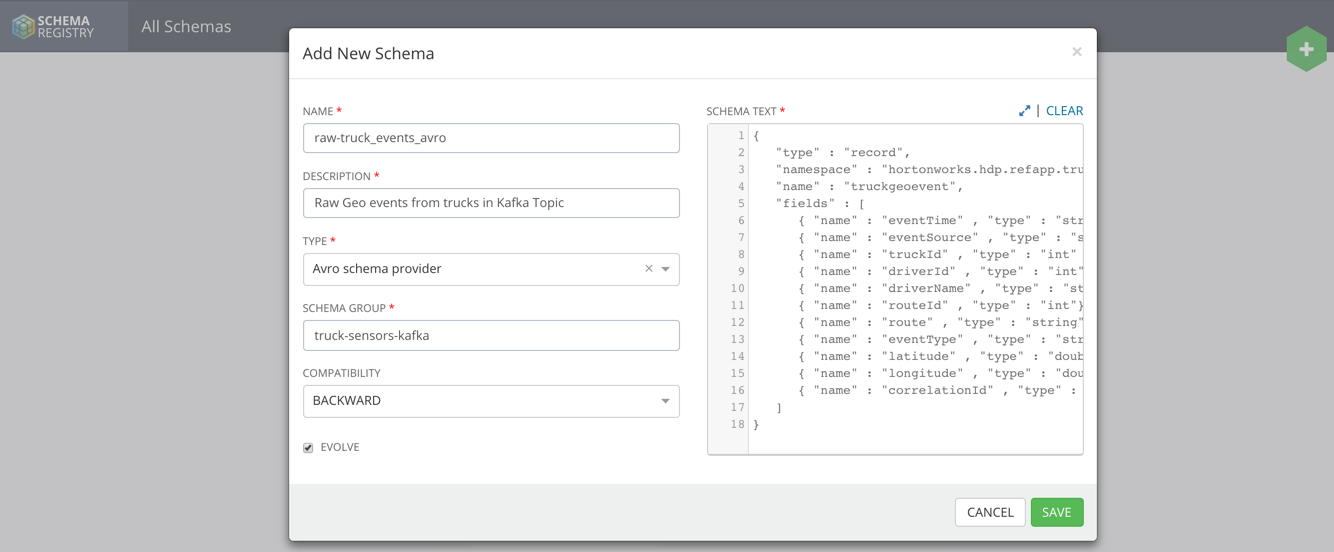 SCHEMA
REGISTRY
All Schemas
Add New Schema
×
+
NAME *
raw-truck_events_avro
DESCRIPTION *
Raw Geo events from trucks in Kafka Topic
TYPE *
Avro schema provider ×
SCHEMA GROUP *
truck-sensors-kafka
COMPATIBILITY
BACKWARD
EVOLVE
SCHEMA TEXT *
| CLEAR
1 {
2 "type" : "record",
3 "namespace" : "hortonworks.hdp.refapp.tru
4 "name" : "truckgeoevent",
5 "fields" : [
6 { "name" : "eventTime" , "type" : "str
7 { "name" : "eventSource" , "type" : "s
8 { "name" : "truckId" , "type" : "int"
9 { "name" : "driverId" , "type" : "int"
10 { "name" : "driverName" , "type" : "st
11 { "name" : "routeId" , "type" : "int"}
12 { "name" : "route" , "type" : "string"
13 { "name" : "eventType" , "type" : "str
14 { "name" : "latitude" , "type" : "doub
15 { "name" : "longitude" , "type" : "dou
16 { "name" : "correlationId" , "type" :
17 ]
18 }
CANCEL
SAVE